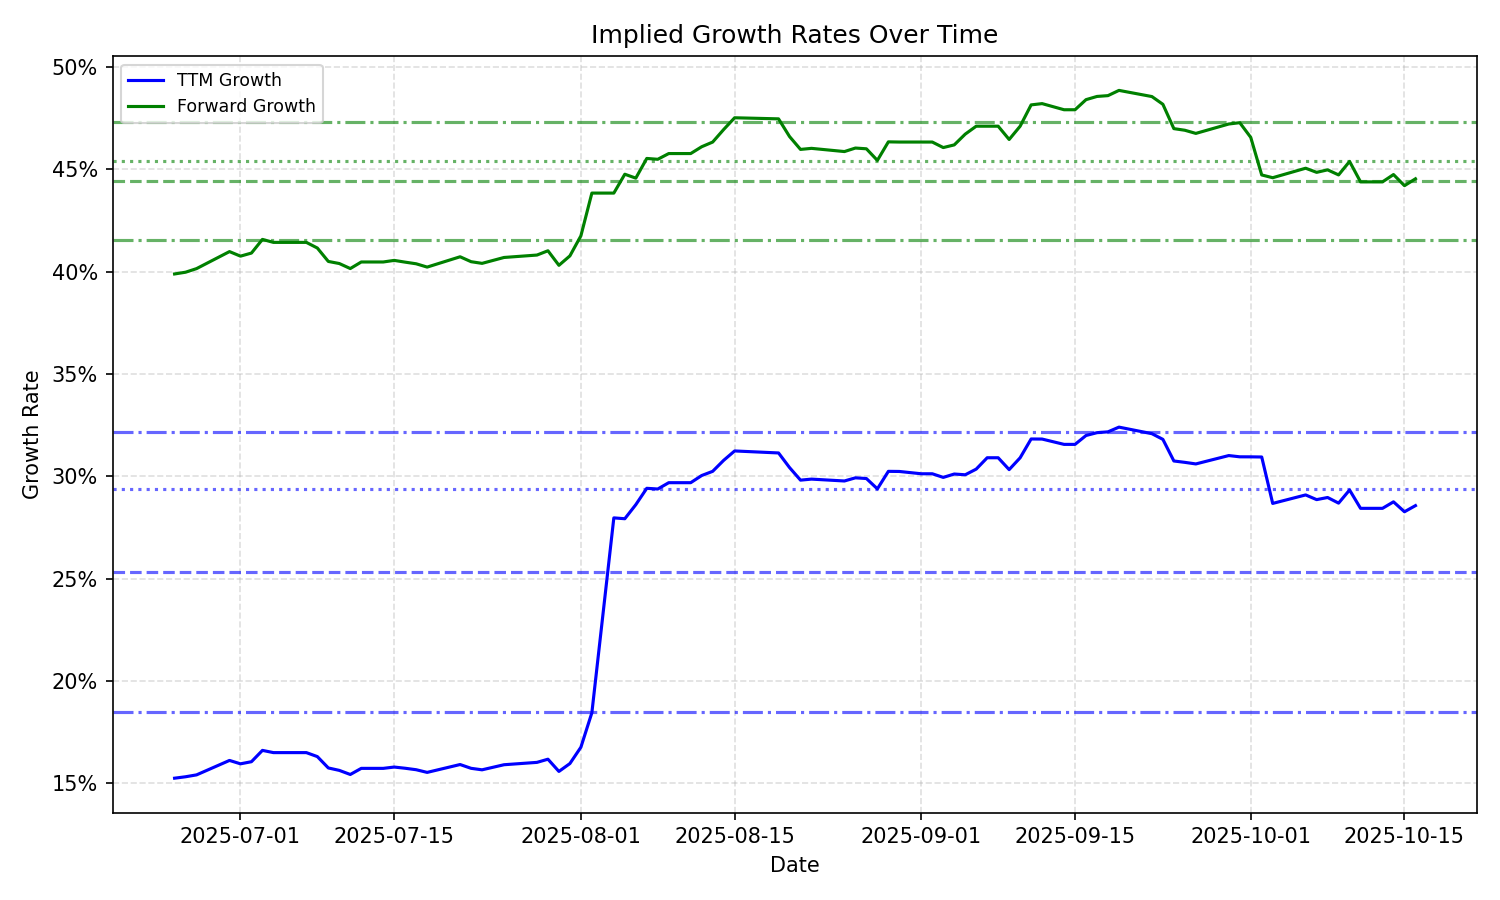 Implied Growth Rates Over Time
TTM Growth
Forward Growth
50%
45%
40%
35%
30%
25%
20%
15%
Growth Rate
2025-07-01 2025-07-15 2025-08-01 2025-08-15 2025-09-01 2025-09-15 2025-10-01 2025-10-15
Date